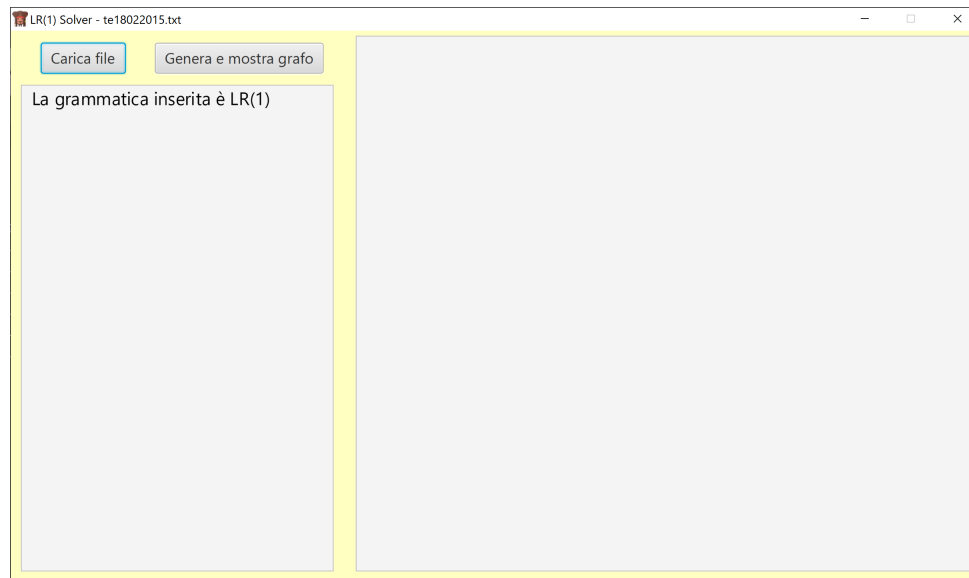 LR(1) Solver - te18022015.txt
Carica file
Genera e mostra grafo
La grammatica inserita è LR(1)